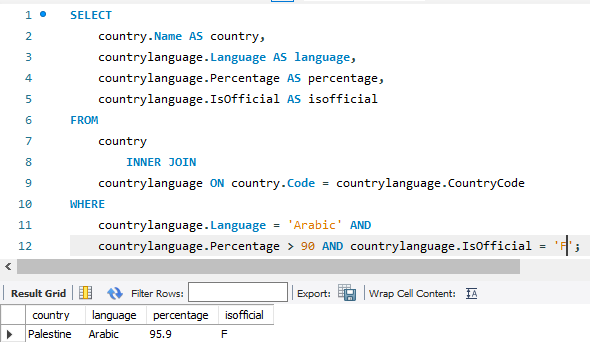 1 SELECT
2 country.Name AS country,
3 countrylanguage.Language AS language,
4 countrylanguage.Percentage AS percentage,
5 countrylanguage.IsOfficial AS isofficial
6 FROM
7 country
8 INNER JOIN
9 countrylanguage ON country.Code = countrylanguage.CountryCode
10 WHERE
11 countrylanguage.Language = 'Arabic' AND
12 countrylanguage.Percentage > 90 AND countrylanguage.IsOfficial = 'F';
Result Grid Filter Rows: Export: Wrap Cell Content: IA
country language percentage isofficial
Palestine Arabic 95.9 F